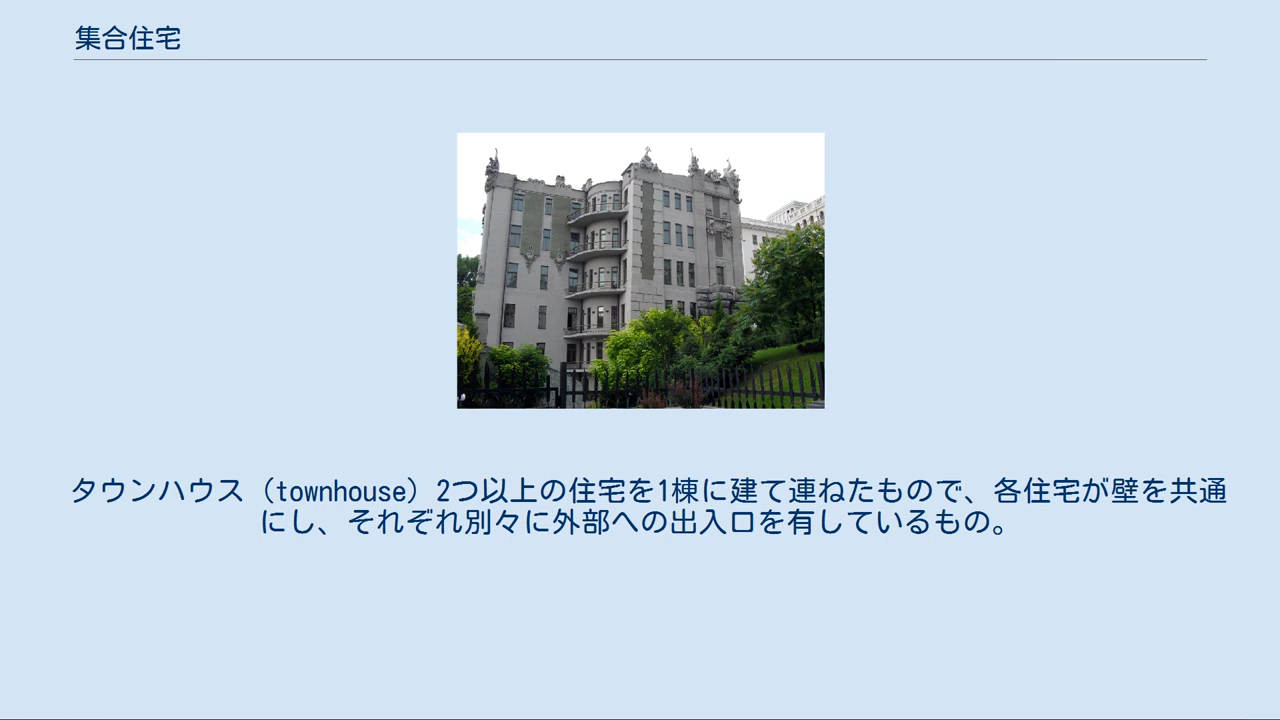 集合住宅
タウンハウス（townhouse）2つ以上の住宅を1棟に建て連ねたもので、各住宅が壁を共通
にし、それぞれ別々に外部への出入口を有しているもの。